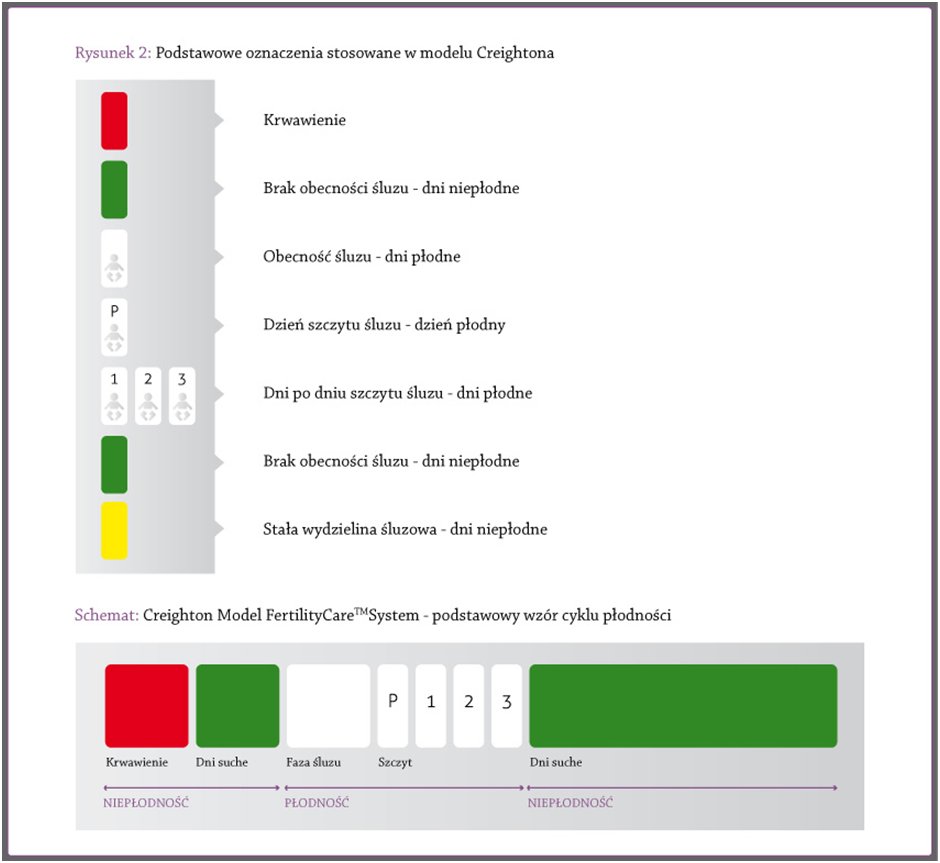 Rysunek 2: Podstawowe oznaczenia stosowane w modelu Creightona
Krwawienie
Brak obecności śluzu - dni niepłodne
Obecność śluzu - dni płodne
P
Dzień szczytu śluzu - dzień płodny
1 2 3
Dni po dniu szczytu śluzu - dni płodne
Brak obecności śluzu - dni niepłodne
Stała wydzielina śluzowa - dni niepłodne
Schemat: Creighton Model FertilityCare™System - podstawowy wzór cyklu płodności
P 1 2 3
Krwawienie Dni suche Faza śluzu Szczyt Dni suche
NIEPŁODNOŚĆ PŁODNOŚĆ NIEPŁODNOŚĆ